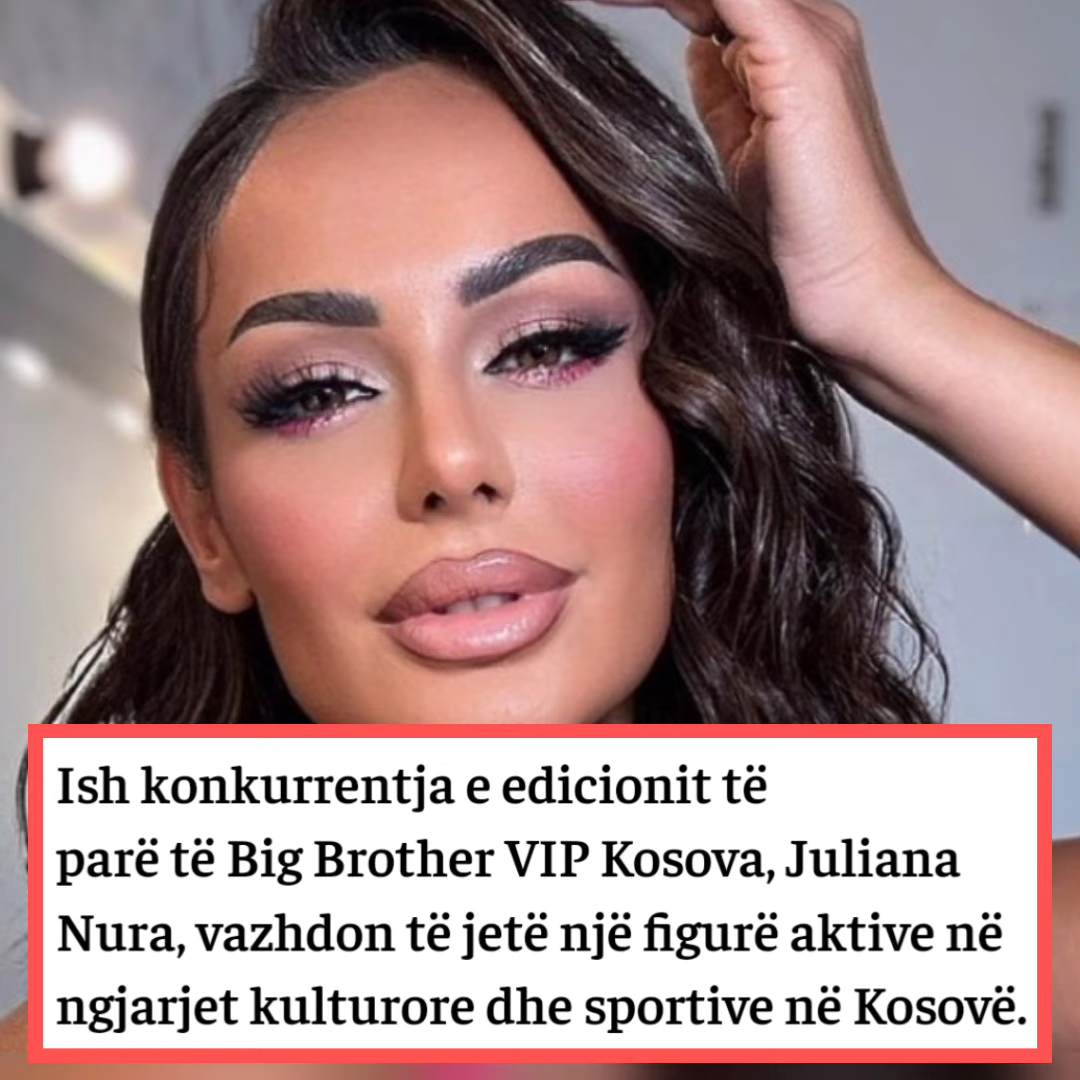 Ish konkurrentja e edicionit të
parë të Big Brother VIP Kosova, Juliana
Nura, vazhdon të jetë një figurë aktive në
ngjarjet kulturore dhe sportive në Kosovë.